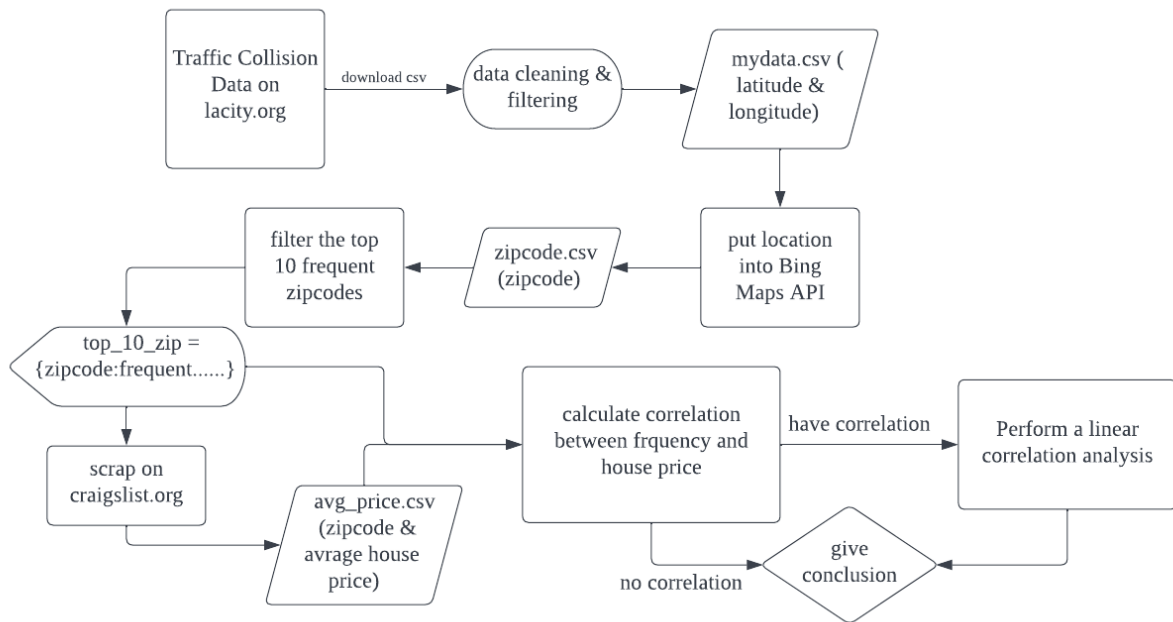 Traffic Collision
Data on
lacity.org
download csv
data cleaning &
filtering
mydata.csv (
latitude &
longitude)
put location
into Bing
Maps API
zipcode.csv
(zipcode)
filter the top
10 frequent
zipcodes
top_10_zip =
{zipcode:frequent......}
scrap on
craigslist.org
avg_price.csv
(zipcode &
avrage house
price)
calculate correlation
between frquency and
house price
have correlation
Perform a linear
correlation analysis
no correlation
give
conclusion